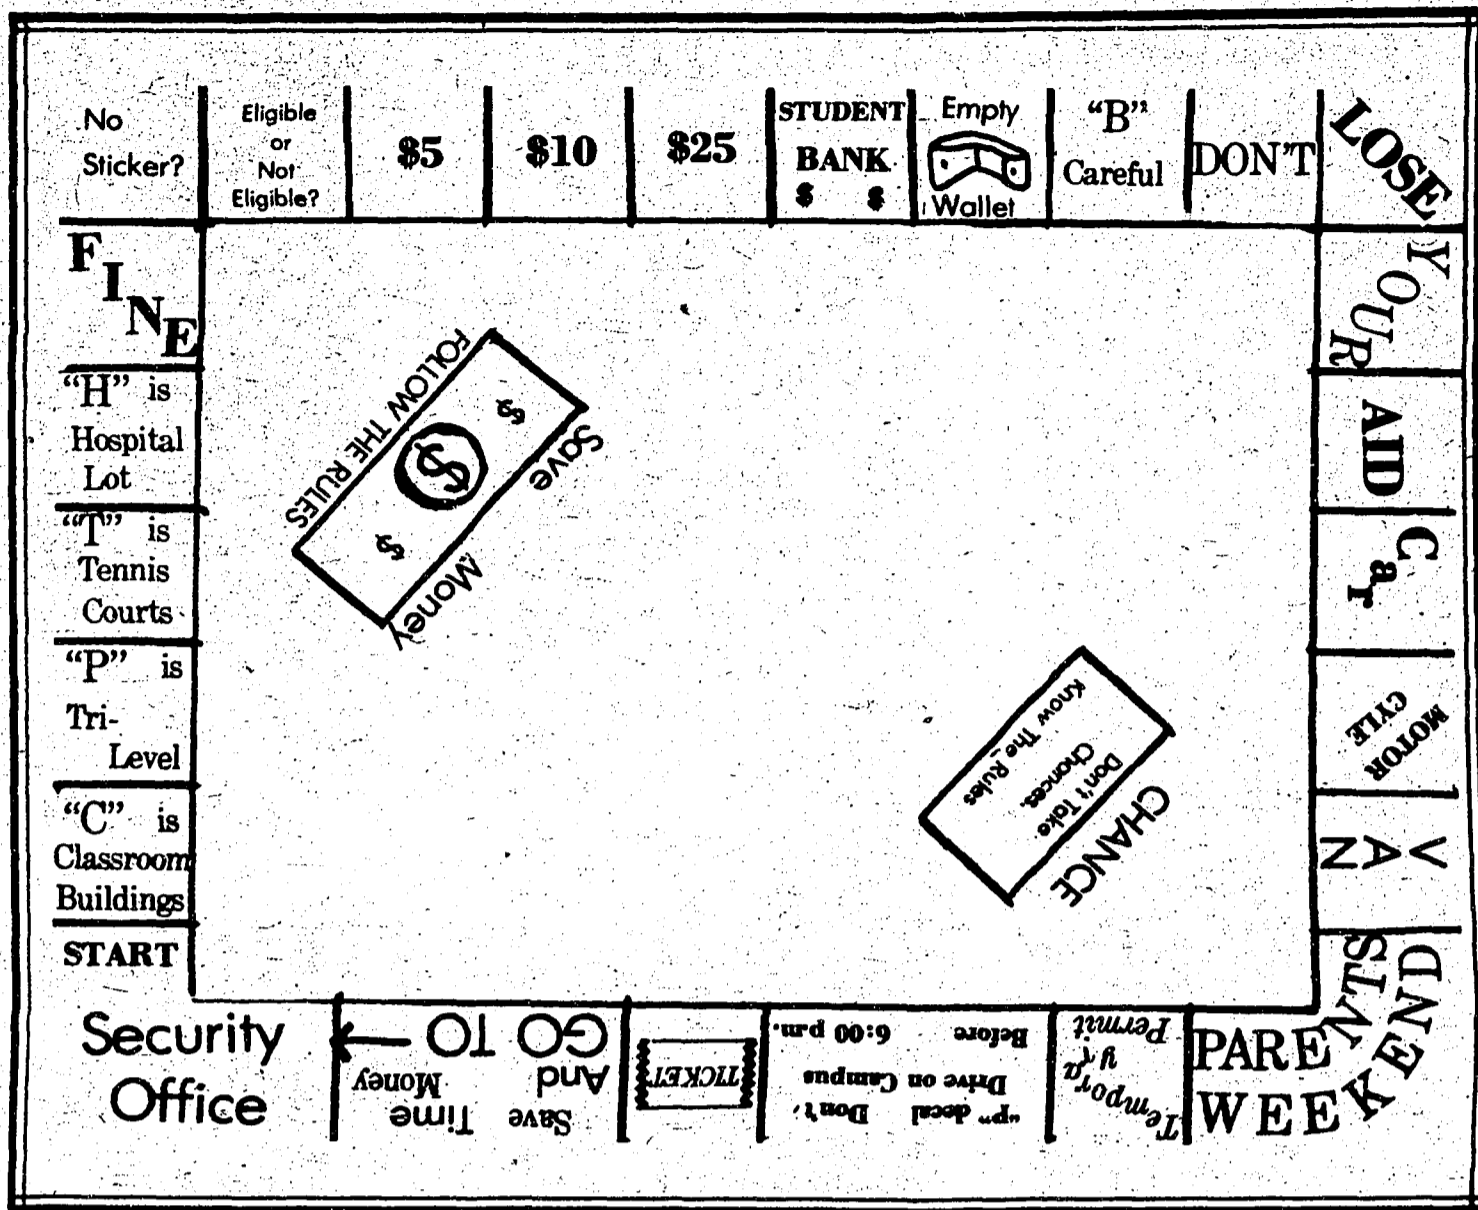 No
Sticker?
Eligible
or
Not
Eligible?
$5
$10
$25
STUDENT
BANK
$ $
Empty
Wallet
"B"
Careful
DON'T
LOSE
YOUR
AID
Car
MOTOR
CYLE
VAN
PARENTS
WEEKEND
Temporary
Permit
"P" decal Don't
Drive on Campus
Before 6:00 p.m.
TICKET
Save Time Money
And
GO TO
Security
Office
START
"C" is
Classroom
Buildings
"P" is
Tri-
Level
"T" is
Tennis
Courts
"H" is
Hospital
Lot
FINE
FOLLOW THE RULES
$ $ $
Save Money
CHANCE
Don't Take
Chances.
Know The Rules